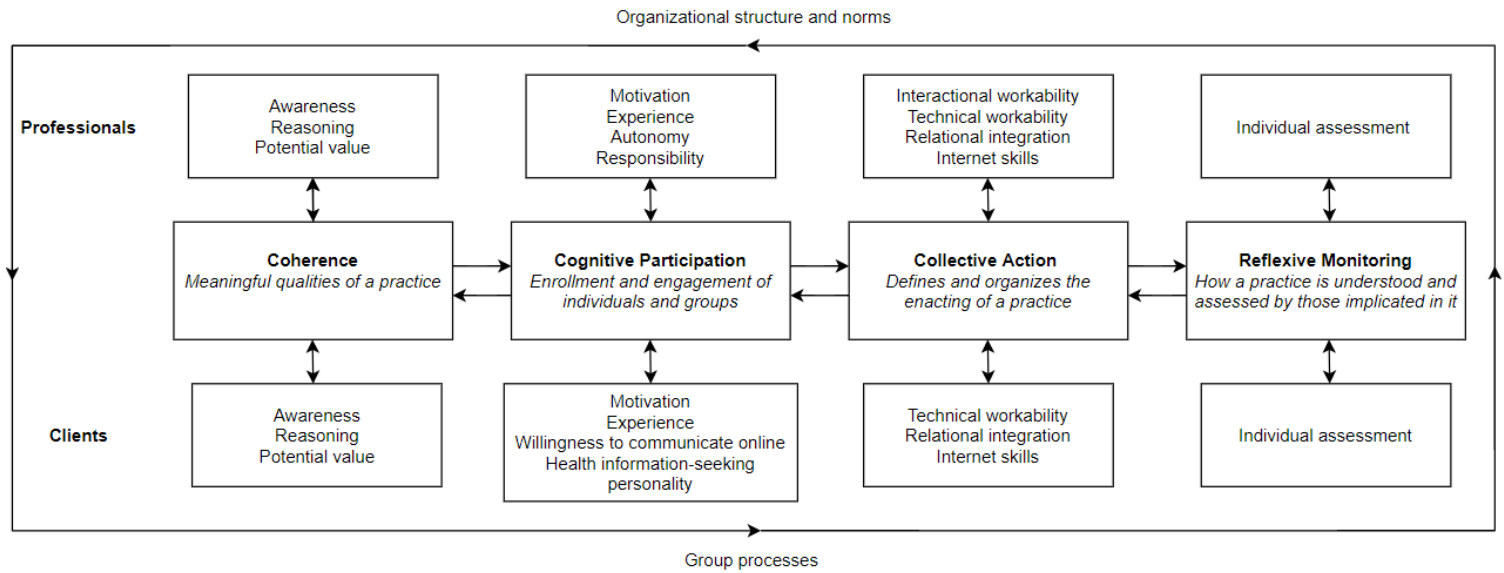 Organizational structure and norms
Professionals
Awareness
Reasoning
Potential value
Motivation
Experience
Autonomy
Responsibility
Interactional workability
Technical workability
Relational integration
Internet skills
Individual assessment
Coherence
Meaningful qualities of a practice
Cognitive Participation
Enrollment and engagement of
individuals and groups
Collective Action
Defines and organizes the
enacting of a practice
Reflexive Monitoring
How a practice is understood and
assessed by those implicated in it
Clients
Awareness
Reasoning
Potential value
Motivation
Experience
Willingness to communicate online
Health information-seeking
personality
Technical workability
Relational integration
Internet skills
Individual assessment
Group processes